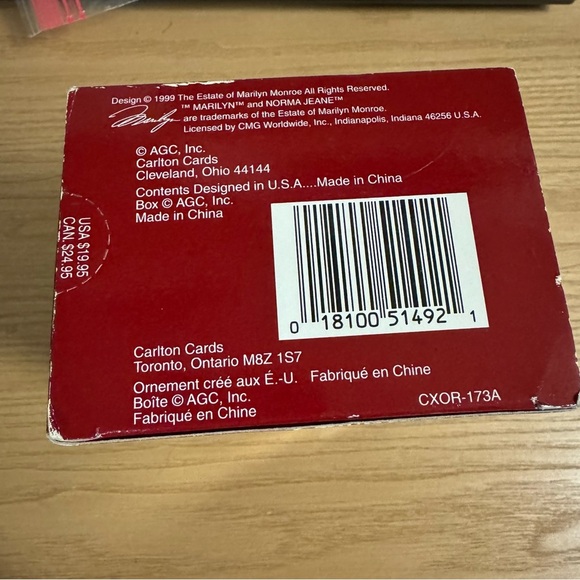 Design © 1999 The Estate of Marilyn Monroe All Rights Reserved.
Marilyn ™ MARILYN™ and NORMA JEANE™
are trademarks of the Estate of Marilyn Monroe.
Licensed by CMG Worldwide, Inc., Indianapolis, Indiana 46256 U.S.A.
© AGC, Inc.
Carlton Cards
Cleveland, Ohio 44144
Contents Designed in U.S.A....Made in China
Box © AGC, Inc.
Made in China
USA $19.95
CAN. $24.95
0 18100 51492 1
Carlton Cards
Toronto, Ontario M8Z 1S7
Ornement créé aux É.-U. Fabriqué en Chine
Boîte © AGC, Inc.
Fabriqué en Chine
CXOR-173A